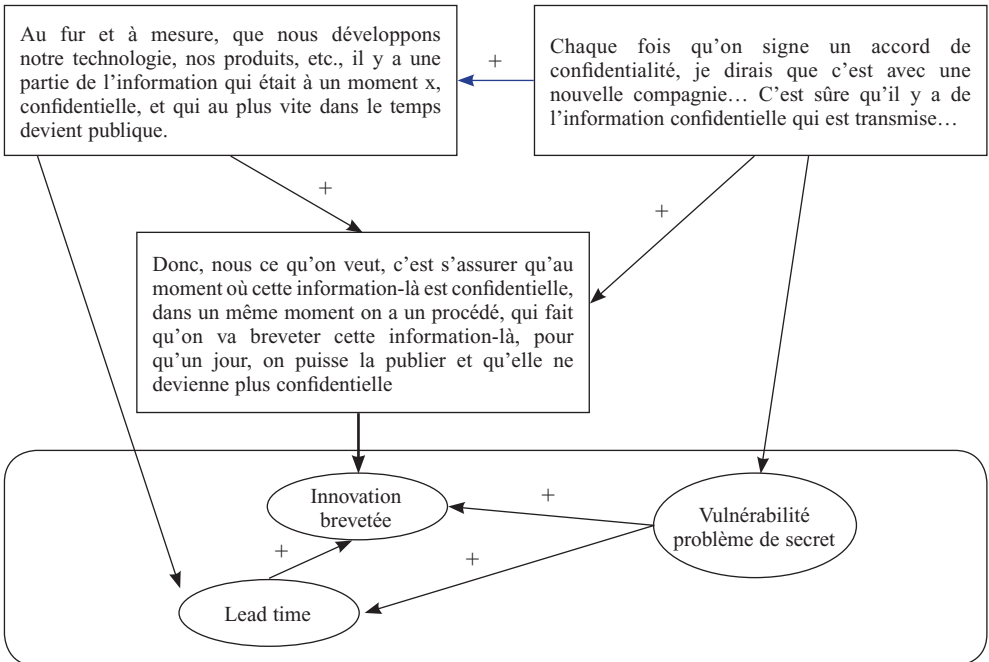 Au fur et à mesure, que nous développons
notre technologie, nos produits, etc., il y a une
partie de l’information qui était à un moment x,
confidentielle, et qui au plus vite dans le temps
devient publique.
+
Chaque fois qu’on signe un accord de
confidentialité, je dirais que c’est avec une
nouvelle compagnie… C’est sûre qu’il y a de
l’information confidentielle qui est transmise…
+
+
Donc, nous ce qu’on veut, c’est s’assurer qu’au
moment où cette information-là est confidentielle,
dans un même moment on a un procédé, qui fait
qu’on va breveter cette information-là, pour
qu’un jour, on puisse la publier et qu’elle ne
devienne plus confidentielle
Innovation
brevetée
+
Vulnérabilité
problème de secret
+
+
Lead time